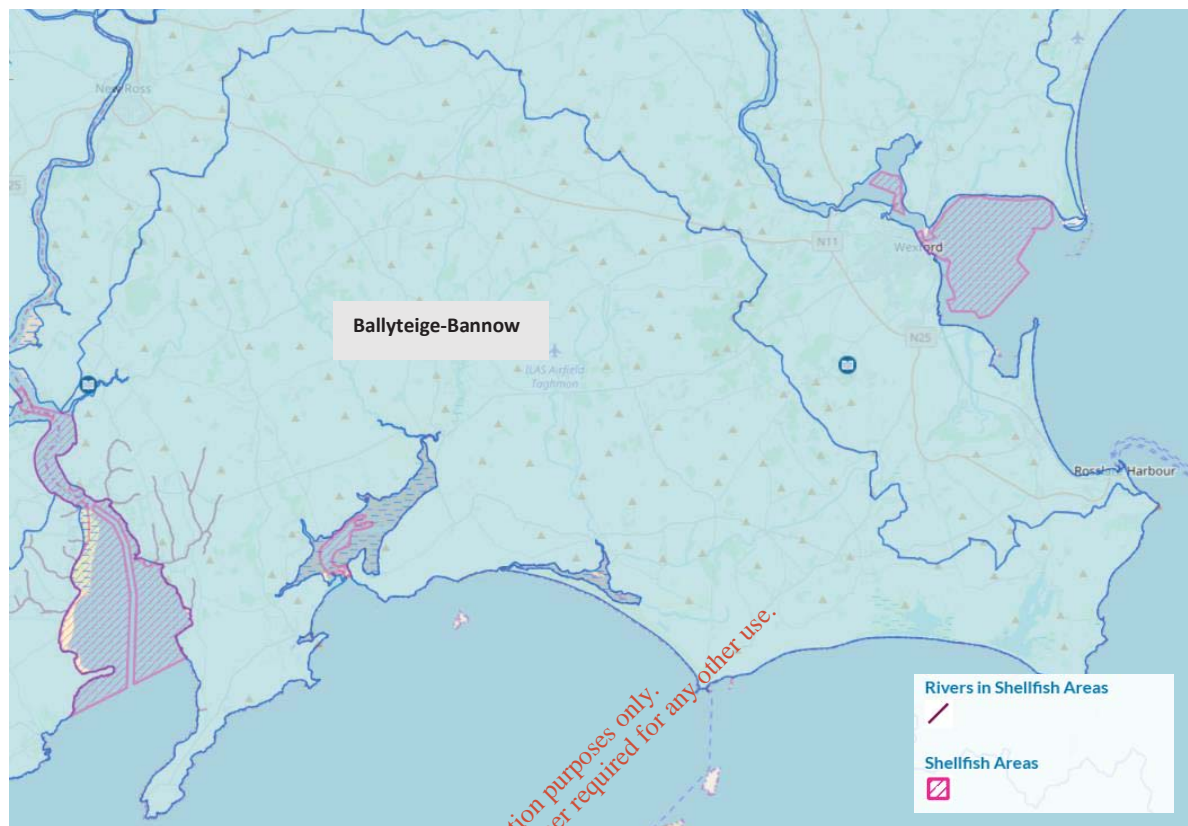 New Ross
25
N11
Wexford
Ballyteige-Bannow
N25
ILAS Airfield
Taghmon
Rosslare Harbour
tion purposes only.
er required for any other use.
Rivers in Shellfish Areas
Shellfish Areas